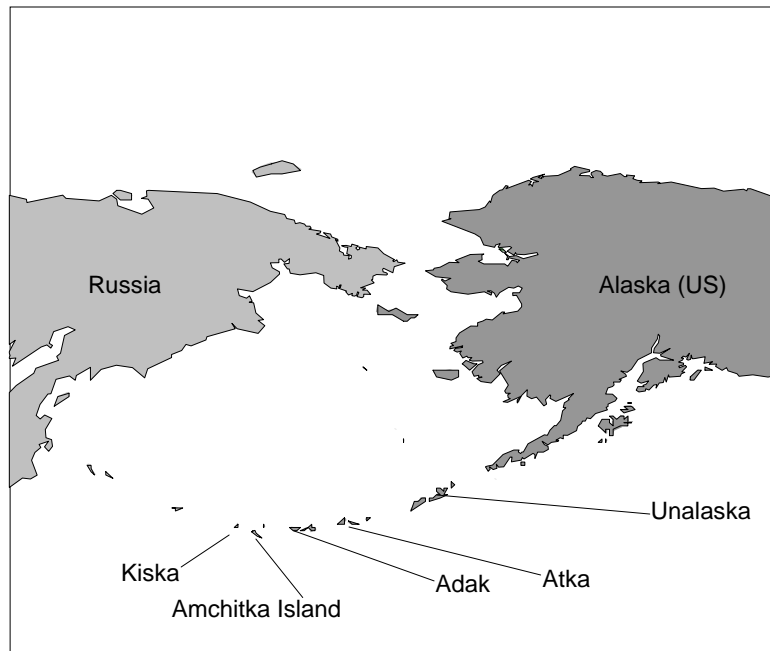 Russia
Alaska (US)
Unalaska
Kiska
Atka
Adak
Amchitka Island